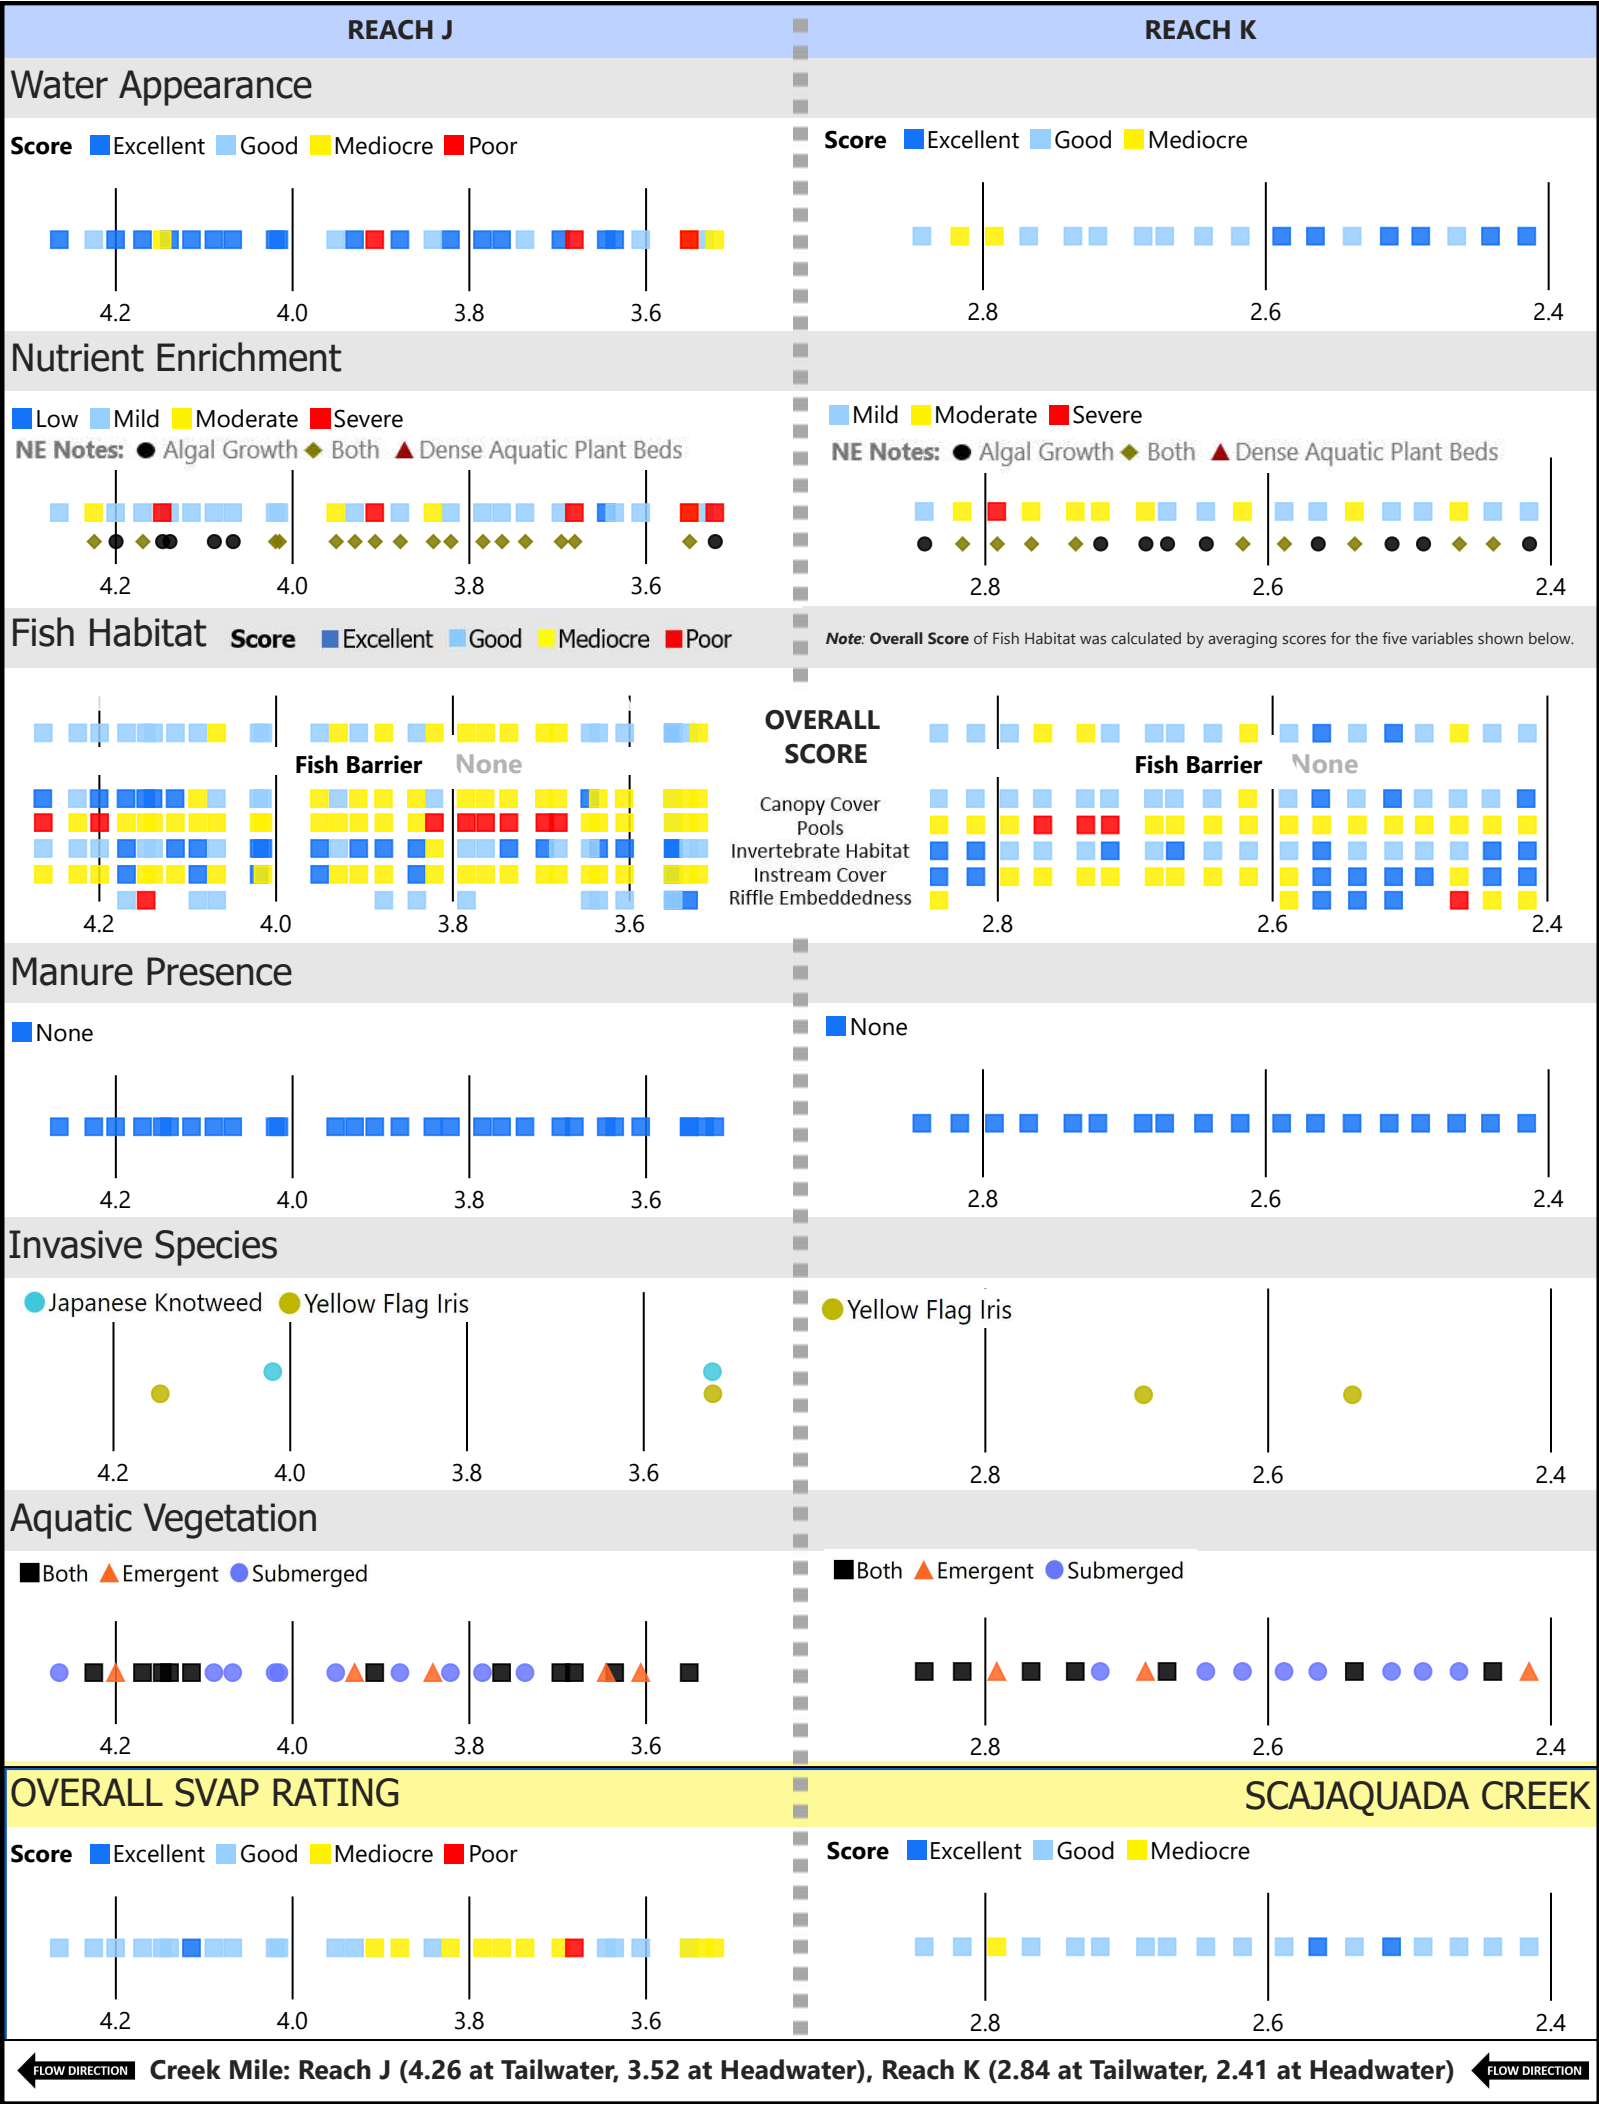 REACH J
REACH K
Water Appearance
Score Excellent Good Mediocre Poor
Score Excellent Good Mediocre
4.2 4.0 3.8 3.6
2.8 2.6 2.4
Nutrient Enrichment
Low Mild Moderate Severe
NE Notes: Algal Growth Both Dense Aquatic Plant Beds
Mild Moderate Severe
NE Notes: Algal Growth Both Dense Aquatic Plant Beds
4.2 4.0 3.8 3.6
2.8 2.6 2.4
Fish Habitat Score Excellent Good Mediocre Poor
Note: Overall Score of Fish Habitat was calculated by averaging scores for the five variables shown below.
OVERALL
SCORE
Fish Barrier None
Fish Barrier None
Canopy Cover
Pools
Invertebrate Habitat
Instream Cover
Riffle Embeddedness
4.2 4.0 3.8 3.6
2.8 2.6 2.4
Manure Presence
None
None
4.2 4.0 3.8 3.6
2.8 2.6 2.4
Invasive Species
Japanese Knotweed Yellow Flag Iris
Yellow Flag Iris
4.2 4.0 3.8 3.6
2.8 2.6 2.4
Aquatic Vegetation
Both Emergent Submerged
Both Emergent Submerged
4.2 4.0 3.8 3.6
2.8 2.6 2.4
OVERALL SVAP RATING
SCAJAQUADA CREEK
Score Excellent Good Mediocre Poor
Score Excellent Good Mediocre
4.2 4.0 3.8 3.6
2.8 2.6 2.4
FLOW DIRECTION Creek Mile: Reach J (4.26 at Tailwater, 3.52 at Headwater), Reach K (2.84 at Tailwater, 2.41 at Headwater) FLOW DIRECTION